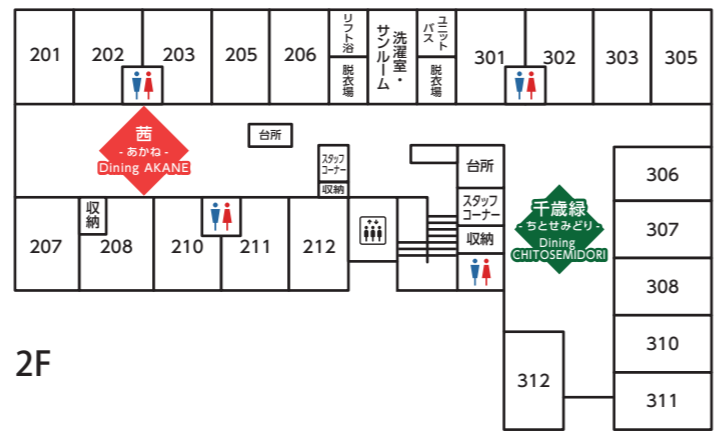 201
202
203
205
206
リフト浴
脱衣場
洗濯室・
サンルーム
ユニット
バス
脱衣場
301
302
303
305
茜
- あかね -
Dining AKANE
台所
スタッフ
コーナー
収納
台所
スタッフ
コーナー
収納
千歳緑
- ちとせみどり -
Dining
CHITOSEMIDORI
306
307
308
310
311
312
207
収納
208
210
211
212
2F